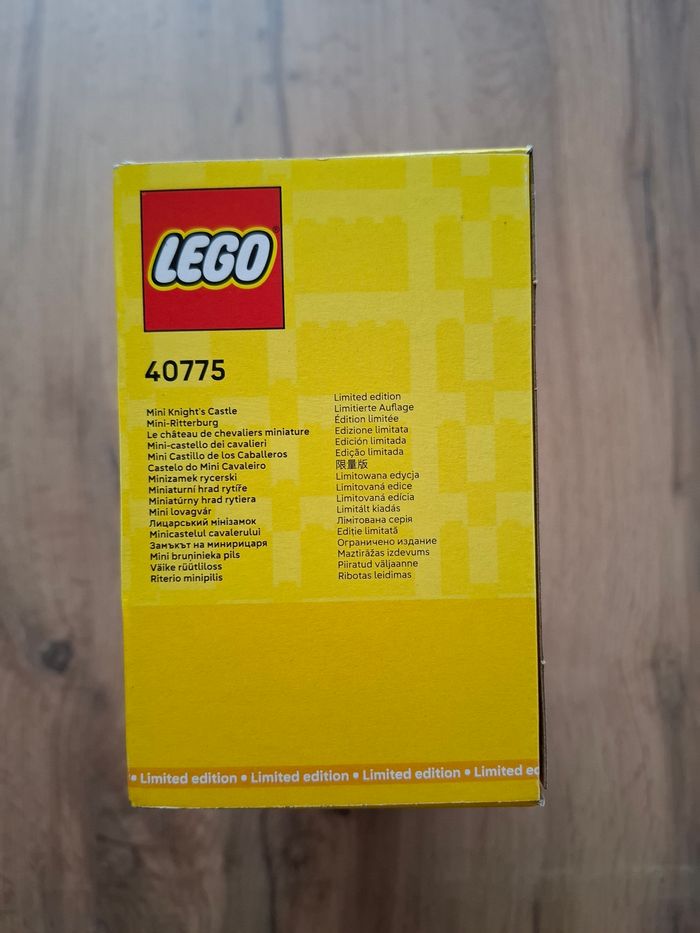 LEGO
®
40775
Mini Knight's Castle
Mini-Ritterburg
Le château de chevaliers miniature
Mini-castello dei cavalieri
Mini Castillo de los Caballeros
Castelo do Mini Cavaleiro
Minizamek rycerski
Miniaturní hrad rytíře
Miniatúrny hrad rytiera
Mini lovagvár
Лицарський мінізамок
Minicastelul cavalerului
Замъкът на минирицаря
Mini bruņinieka pils
Väike rüütliloss
Riterio minipilis
Limited edition
Limitierte Auflage
Édition limitée
Edizione limitata
Edición limitada
Edição limitada
限量版
Limitowana edycja
Limitovaná edice
Limitovaná edícia
Limitált kiadás
Лімітована серія
Ediție limitată
Ограничено издание
Maztirāžas izdevums
Piiratud väljaanne
Ribotas leidimas
• Limited edition • Limited edition • Limited edition • Limited e